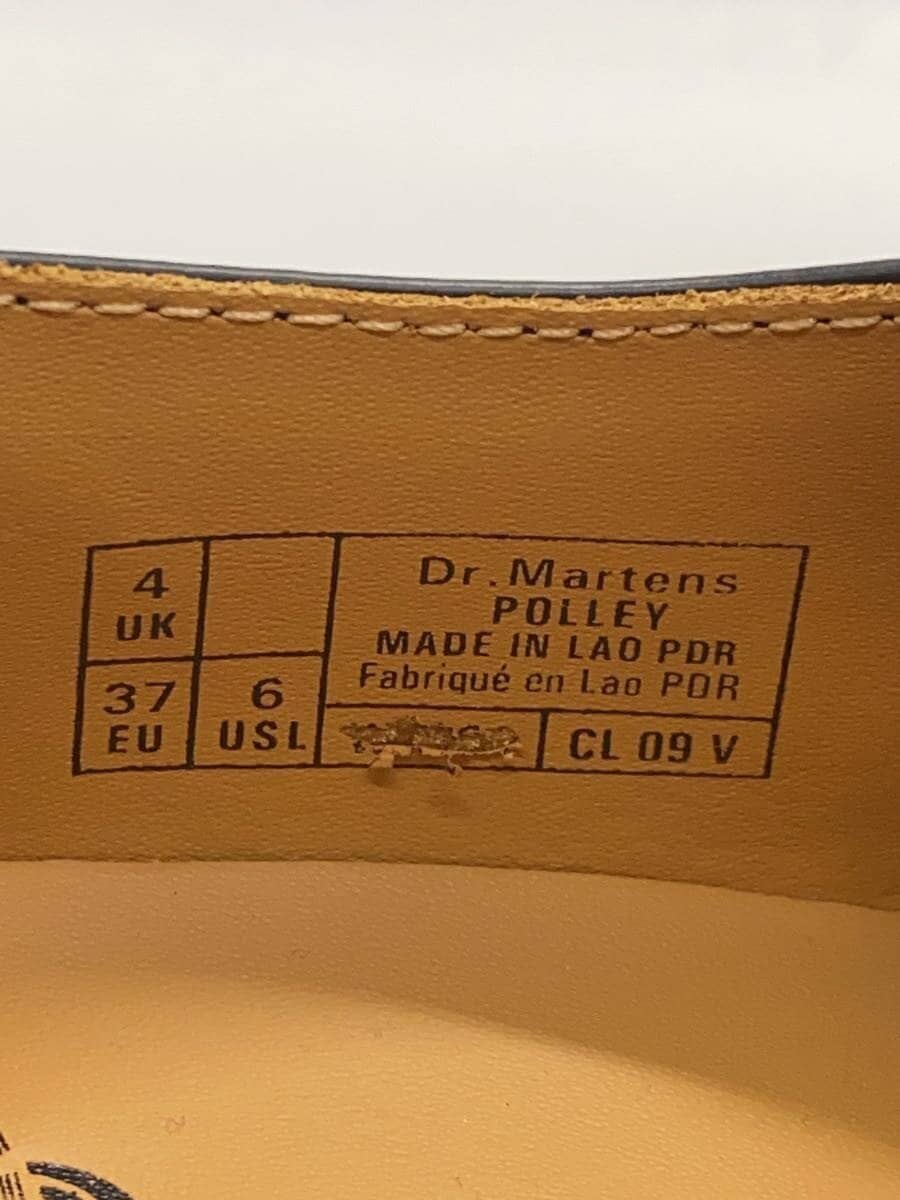 4
UK
37
EU
6
USL
Dr.Martens
POLLEY
MADE IN LAO PDR
Fabriqué en Lao PDR
CL 09 V